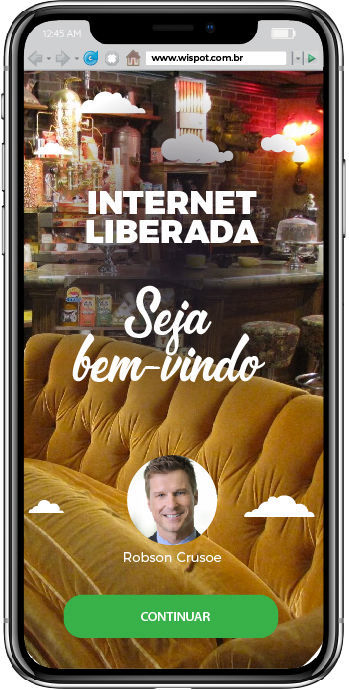 12:45 AM
www.wispot.com.br
INTERNET
LIBERADA
Seja
bem-vindo
Robson Crusoe
CONTINUAR